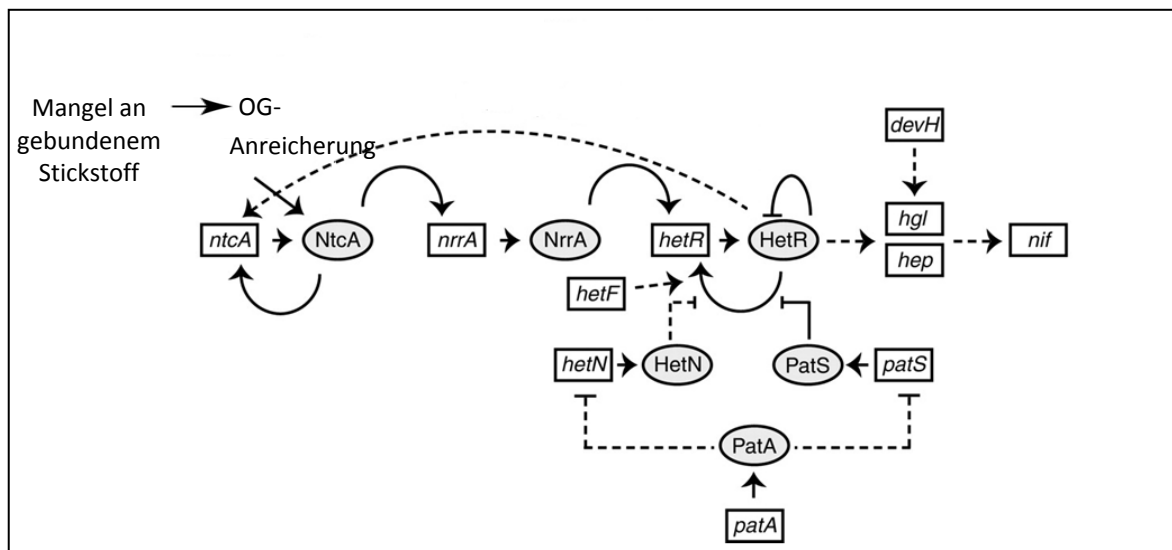 Mangel an
gebundenem
Stickstoff
OG-
Anreicherung
devH
hgl
hep
nif
ntcA
NtcA
nrrA
NrrA
hetR
HetR
hetF
hetN
HetN
PatS
patS
PatA
patA